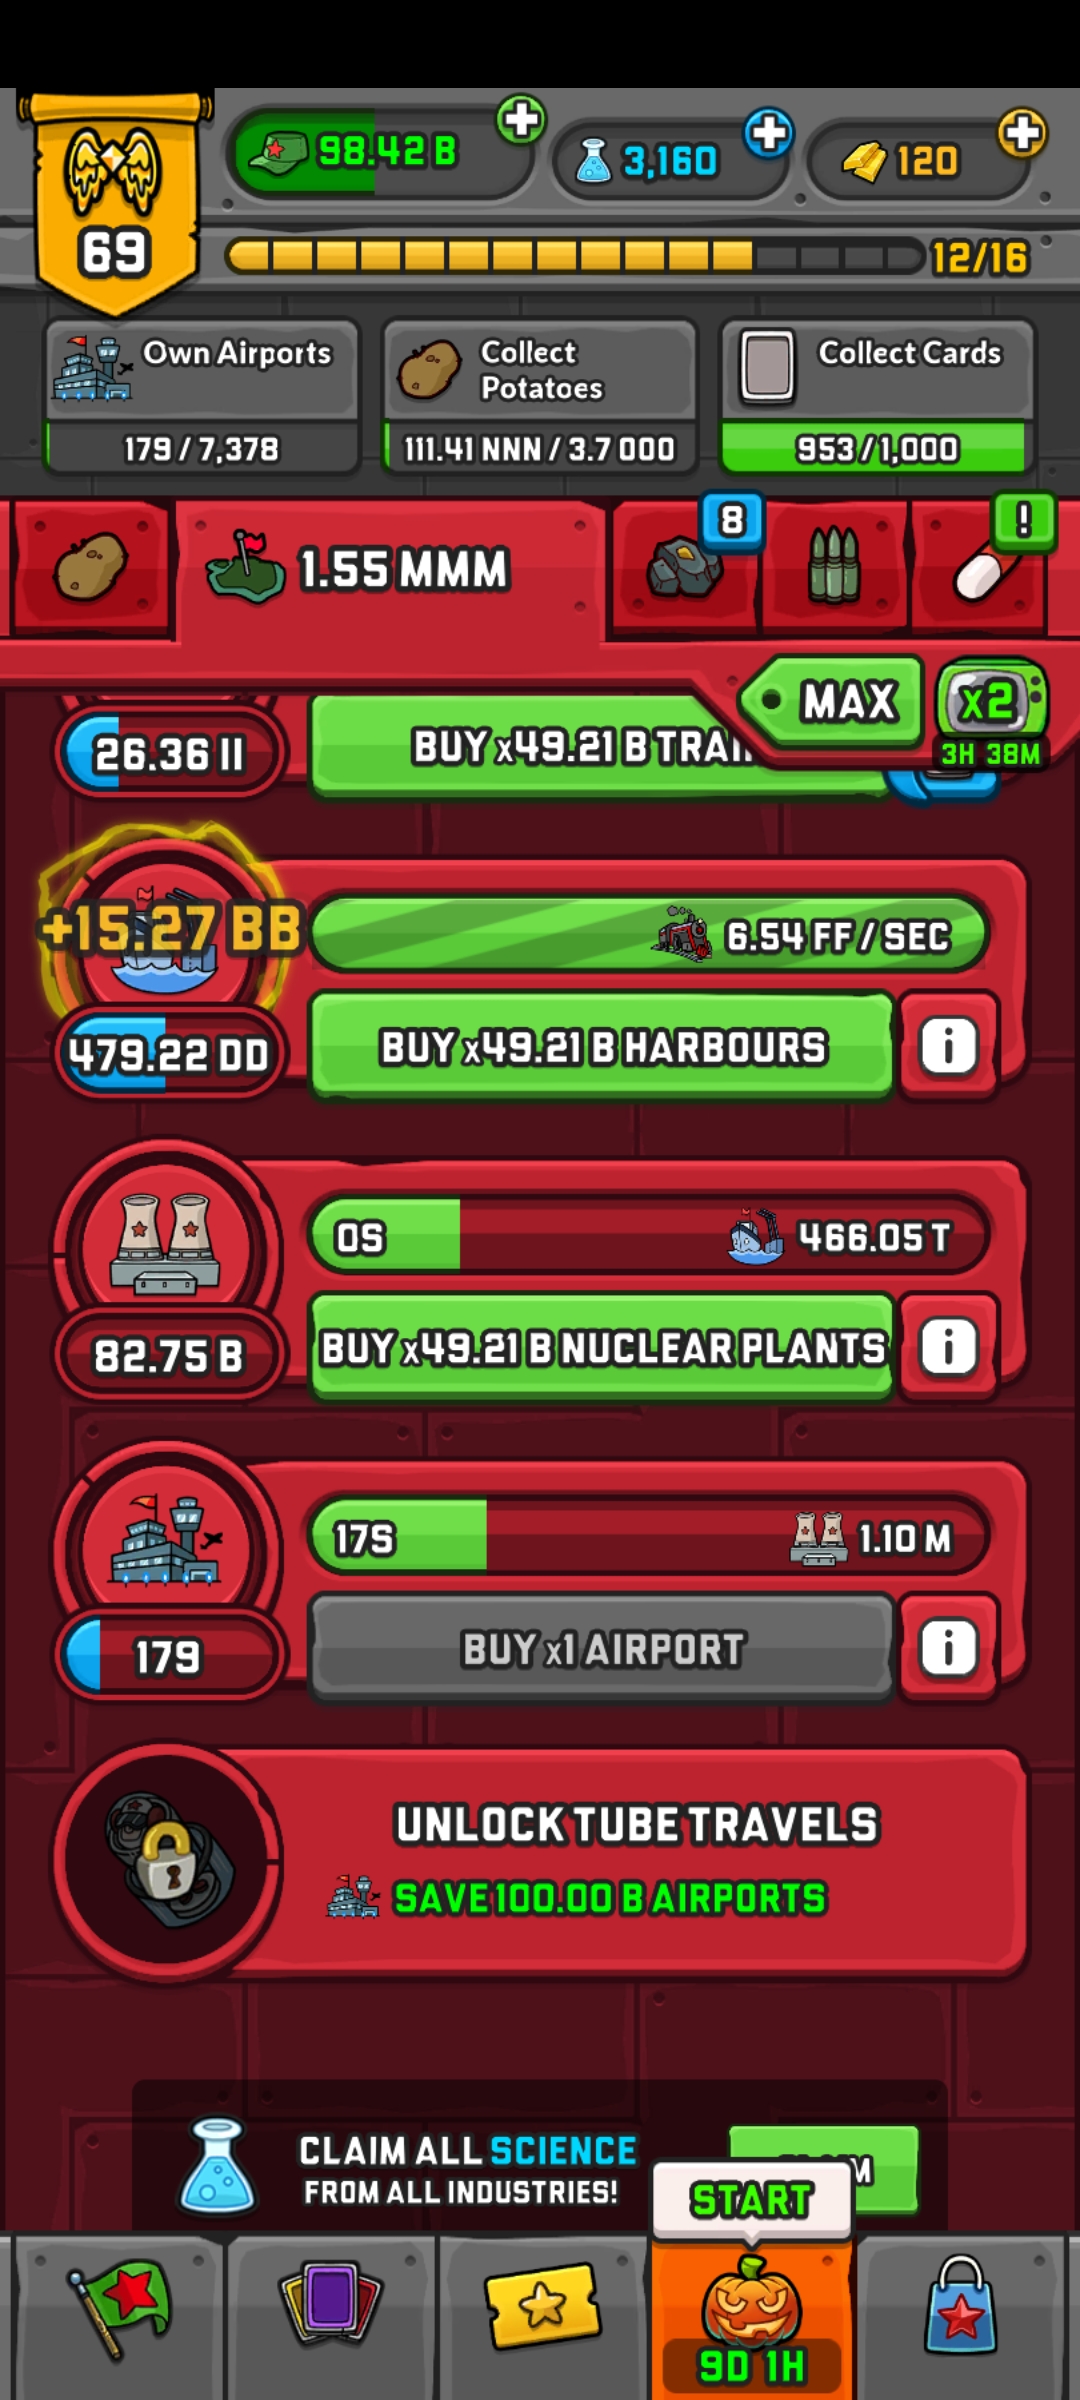 98.42 B
3,160
120
69
12/16
Own Airports
179 / 7,378
Collect
Potatoes
111.41 NNN / 3.7 OOO
Collect Cards
953 / 1,000
1.55 MMM
8
!
MAX
x2
3H 38M
26.36 II
BUY x49.21 B
+15.27 BB
6.54 FF / SEC
479.22 DD
BUY x49.21 B HARBOURS
i
0S
466.05 T
82.75 B
BUY x49.21 B NUCLEAR PLANTS
i
17S
1.10 M
179
BUY x1 AIRPORT
i
UNLOCK TUBE TRAVELS
SAVE 100.00 B AIRPORTS
CLAIM ALL SCIENCE
FROM ALL INDUSTRIES!
START
9D 1H